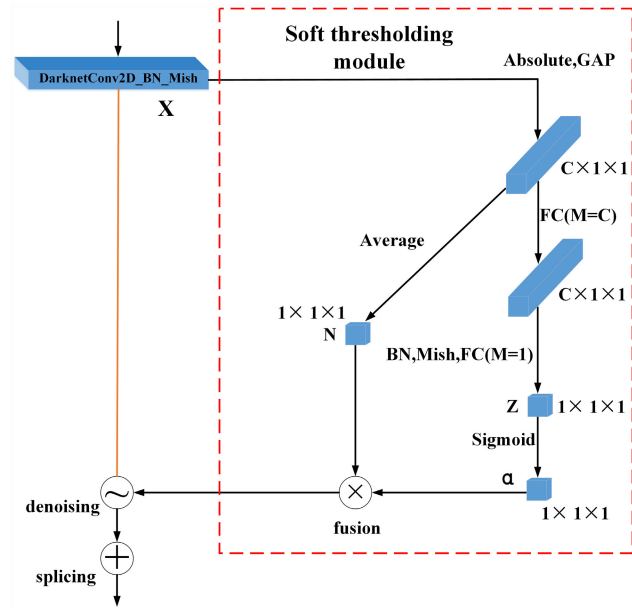 Soft thresholding
module
DarknetConv2D_BN_Mish
X
Absolute,GAP
C×1×1
FC(M=C)
Average
C×1×1
1× 1×1
N
BN,Mish,FC(M=1)
Z
1× 1×1
Sigmoid
α
1× 1×1
×
fusion
~
denoising
+
splicing